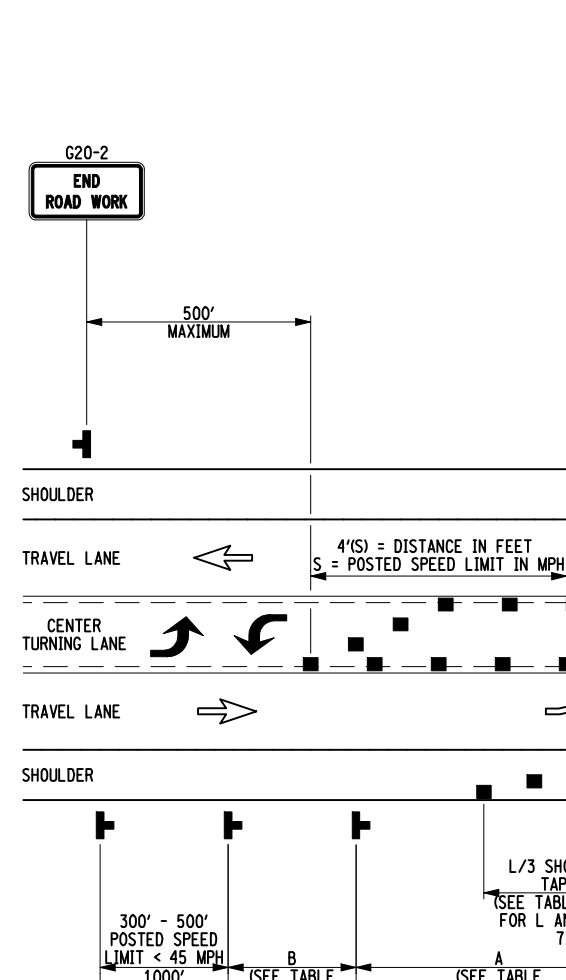 G20-2
END
ROAD WORK
500'
MAXIMUM
SHOULDER
TRAVEL LANE
4'(S) = DISTANCE IN FEET
S = POSTED SPEED LIMIT IN MPH
CENTER
TURNING LANE
TRAVEL LANE
SHOULDER
L/3 SHO
TAP
(SEE TABL
FOR L AN
7
300' - 500'
POSTED SPEED
LIMIT < 45 MPH
1000'
B
(SEE TABLE
A
(SEE TABLE